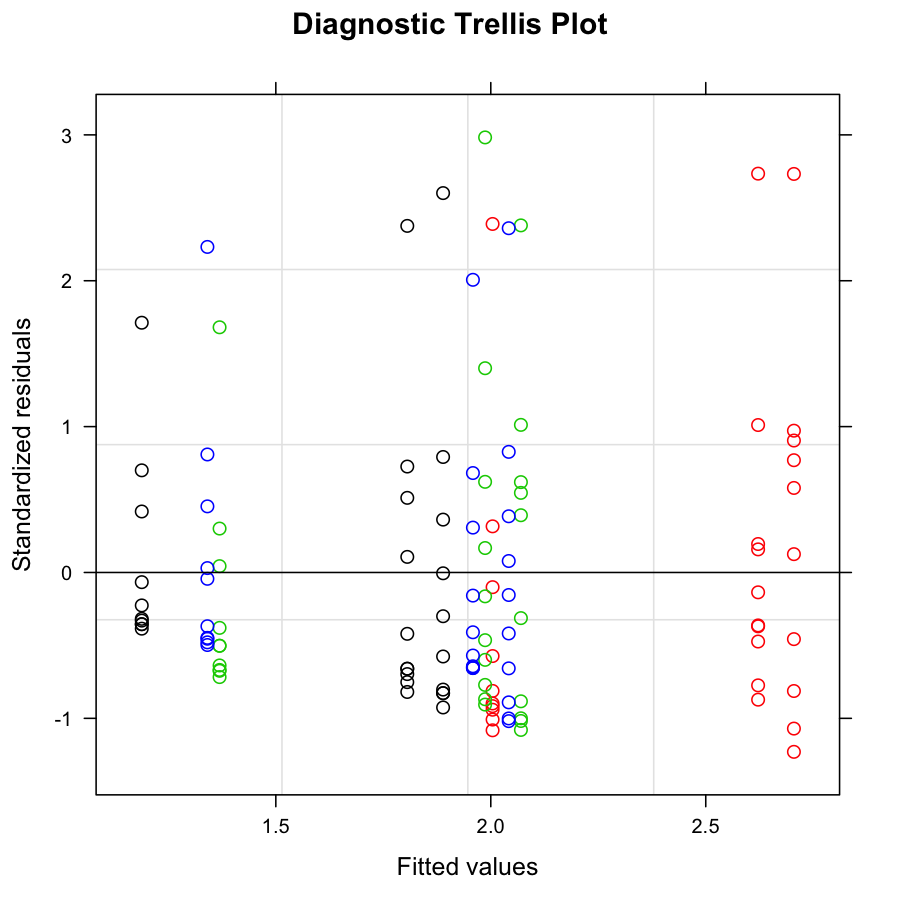 Diagnostic Trellis Plot
Standardized residuals
3
2
1
0
-1
1.5 2.0 2.5
Fitted values